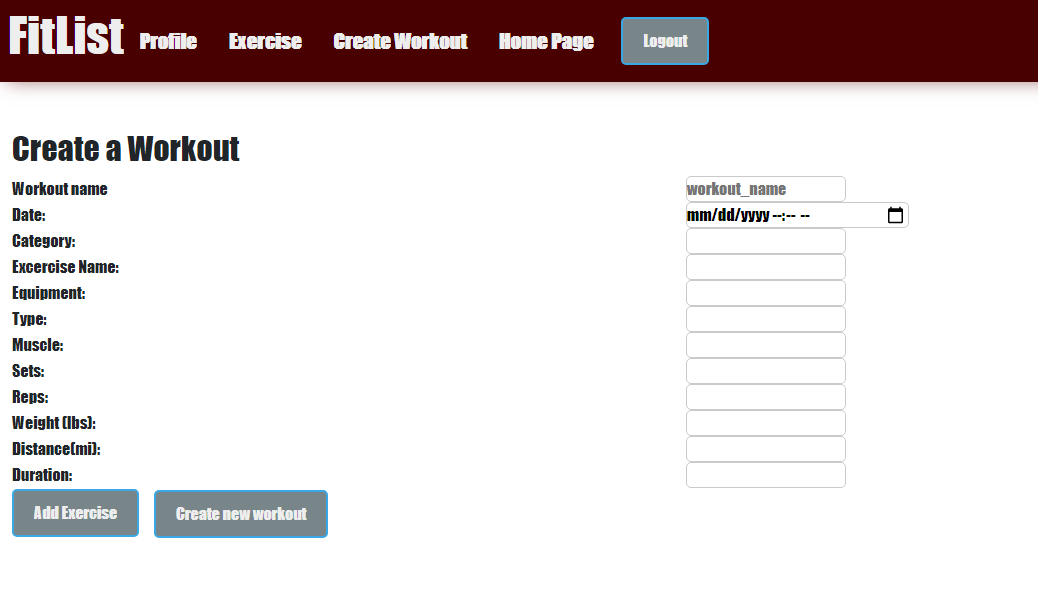 FitList Profile Exercise Create Workout Home Page Logout
Create a Workout
Workout name workout_name
Date: mm/dd/yyyy --:-- --
Category:
Excercise Name:
Equipment:
Type:
Muscle:
Sets:
Reps:
Weight (lbs):
Distance(mi):
Duration:
Add Exercise Create new workout